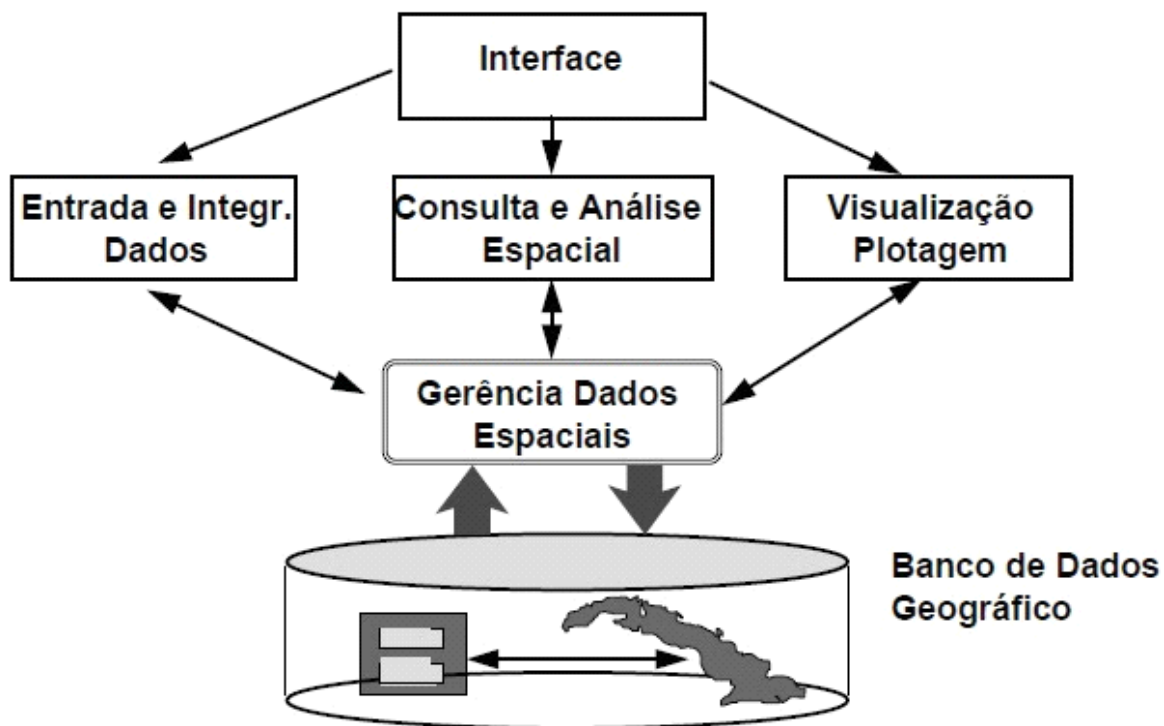 Interface
Entrada e Integr.
Dados
Consulta e Análise
Espacial
Visualização
Plotagem
Gerência Dados
Espaciais
Banco de Dados
Geográfico